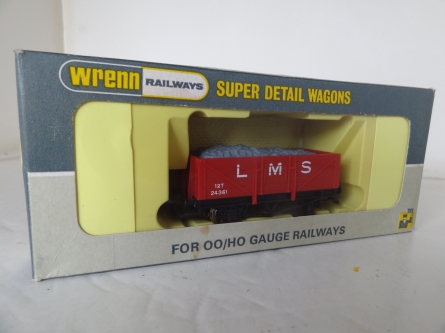 Wrenn RAILWAYS SUPER DETAIL WAGONS
L M S
12T
24361
FOR OO/HO GAUGE RAILWAYS